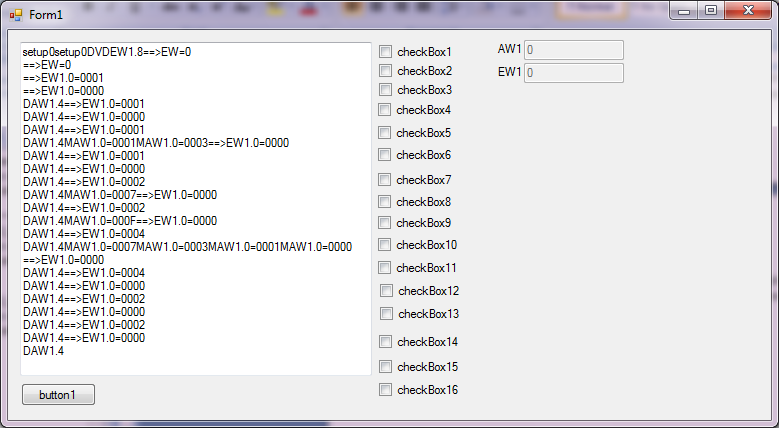 Form1
setup0setup0DVDEW1.8==>EW=0
==>EW=0
==>EW1.0=0001
==>EW1.0=0000
DAW1.4==>EW1.0=0001
DAW1.4==>EW1.0=0000
DAW1.4==>EW1.0=0001
DAW1.4MAW1.0=0001MAW1.0=0003==>EW1.0=0000
DAW1.4==>EW1.0=0001
DAW1.4==>EW1.0=0000
DAW1.4==>EW1.0=0002
DAW1.4MAW1.0=0007==>EW1.0=0000
DAW1.4==>EW1.0=0002
DAW1.4MAW1.0=000F==>EW1.0=0000
DAW1.4==>EW1.0=0004
DAW1.4MAW1.0=0007MAW1.0=0003MAW1.0=0001MAW1.0=0000
==>EW1.0=0000
DAW1.4==>EW1.0=0004
DAW1.4==>EW1.0=0000
DAW1.4==>EW1.0=0002
DAW1.4==>EW1.0=0000
DAW1.4==>EW1.0=0002
DAW1.4==>EW1.0=0000
DAW1.4
button1
checkBox1
checkBox2
checkBox3
checkBox4
checkBox5
checkBox6
checkBox7
checkBox8
checkBox9
checkBox10
checkBox11
checkBox12
checkBox13
checkBox14
checkBox15
checkBox16
AW1 0
EW1 0